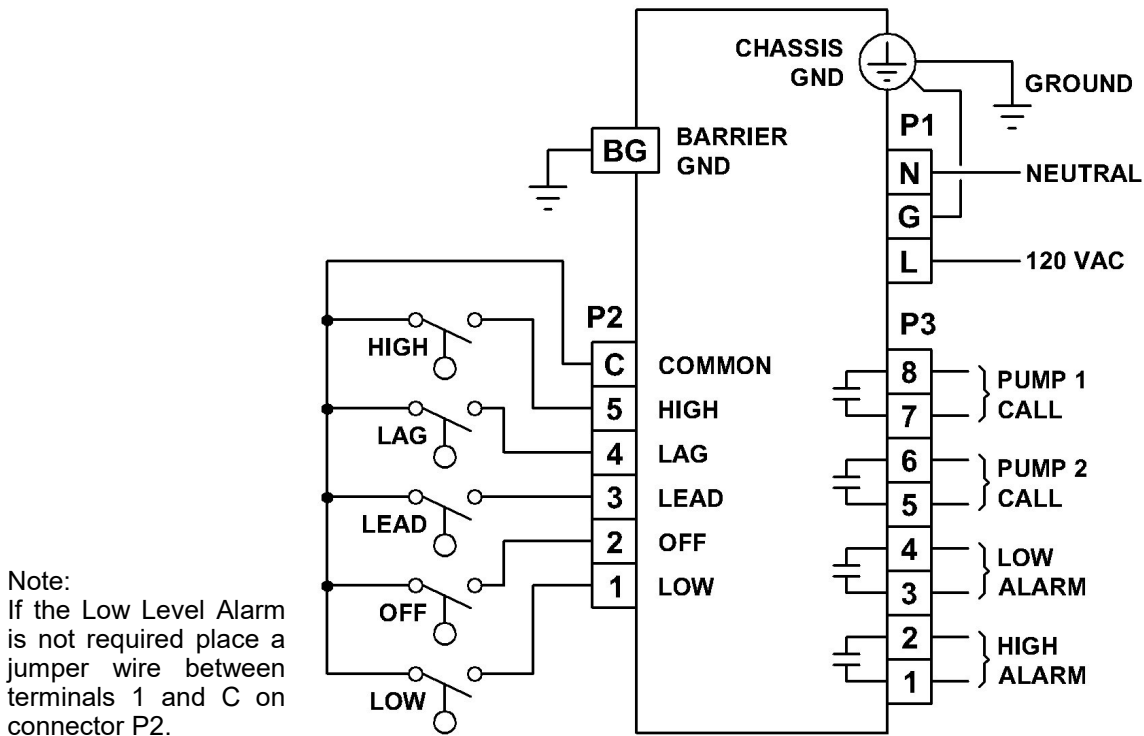 CHASSIS
GND
GROUND
P1
BG
BARRIER
GND
N
NEUTRAL
G
L
120 VAC
P2
P3
HIGH
C
COMMON
8
7
PUMP 1
CALL
5
HIGH
LAG
4
LAG
6
5
PUMP 2
CALL
3
LEAD
LEAD
2
OFF
4
3
LOW
ALARM
1
LOW
OFF
2
1
HIGH
ALARM
LOW
Note:
If the Low Level Alarm
is not required place a
jumper wire between
terminals 1 and C on
connector P2.